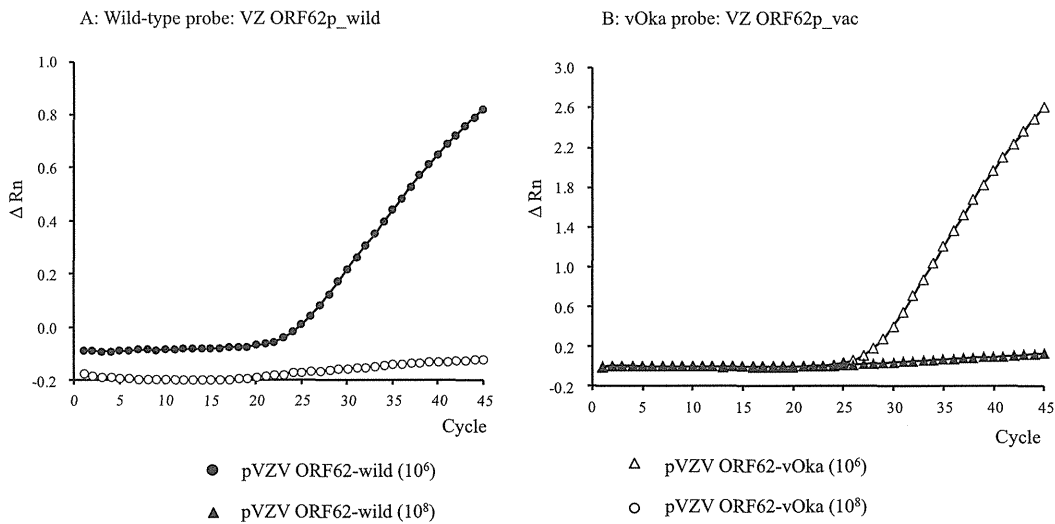 A: Wild-type probe: VZ ORF62p_wild
B: vOka probe: VZ ORF62p_vac
1.0
0.8
0.6
0.4
0.2
0.0
-0.2
Δ Rn
0 5 10 15 20 25 30 35 40 45
Cycle
3.0
2.6
2.2
1.8
1.4
1.0
0.6
0.2
-0.2
Δ Rn
0 5 10 15 20 25 30 35 40 45
Cycle
pVZV ORF62-wild (10⁶)
pVZV ORF62-wild (10⁸)
pVZV ORF62-vOka (10⁶)
pVZV ORF62-vOka (10⁸)